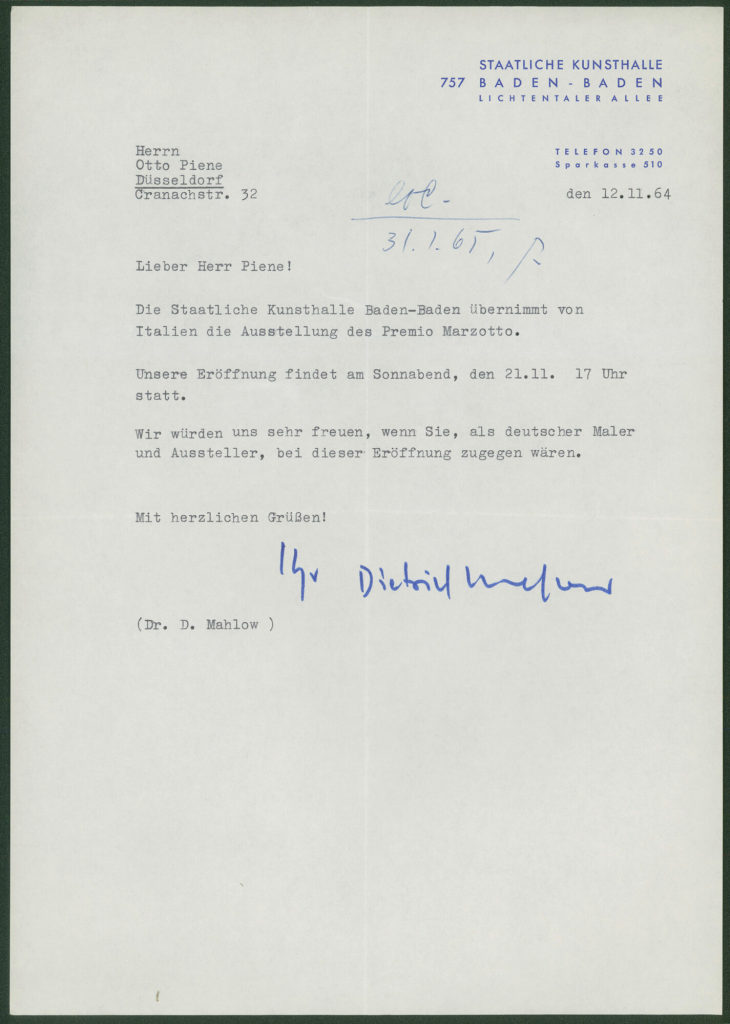 STAATLICHE KUNSTHALLE
757 BADEN-BADEN
LICHTENTALER ALLEE
TELEFON 3250
Sparkasse 510
Herrn
Otto Piene
Düsseldorf
Cranachstr. 32
den 12.11.64
31.1.65,
Lieber Herr Piene!
Die Staatliche Kunsthalle Baden-Baden übernimmt von
Italien die Ausstellung des Premio Marzotto.
Unsere Eröffnung findet am Sonnabend, den 21.11. 17 Uhr
statt.
Wir würden uns sehr freuen, wenn Sie, als deutscher Maler
und Aussteller, bei dieser Eröffnung zugegen wären.
Mit herzlichen Grüßen!
Ihr Dietrich Mahlow
(Dr. D. Mahlow )